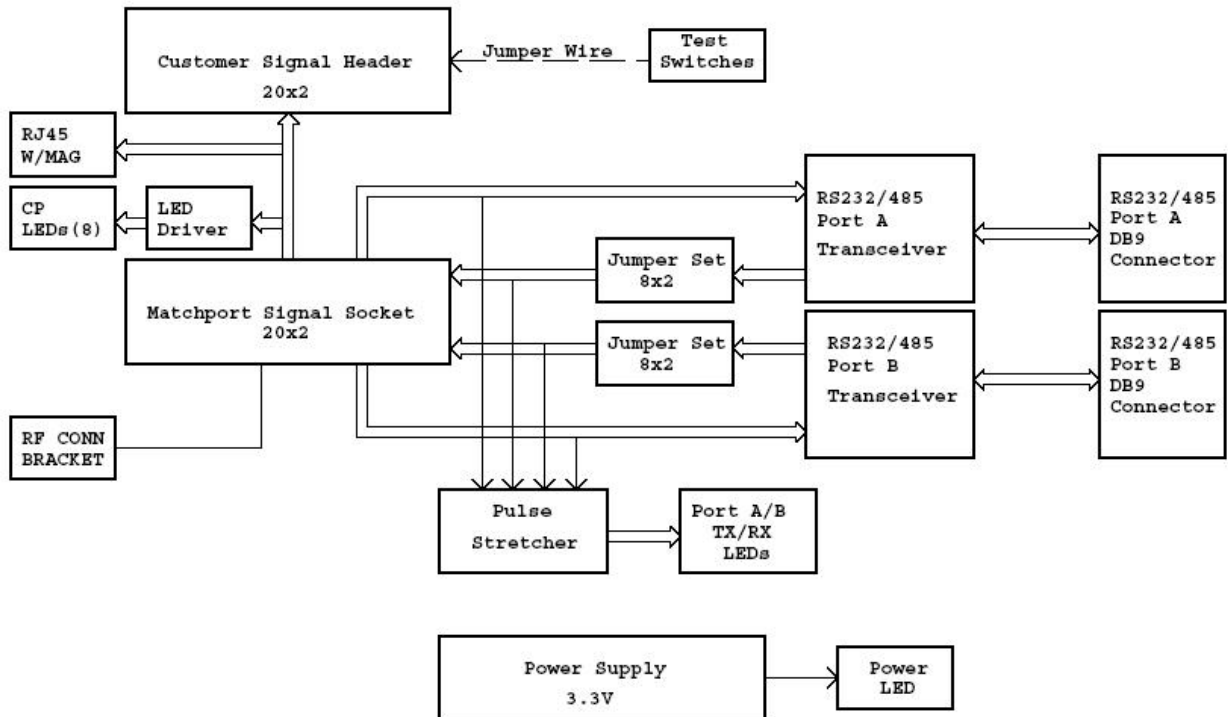 Customer Signal Header
20x2
Jumper Wire
Test
Switches
RJ45
W/MAG
CP
LEDs(8)
LED
Driver
Matchport Signal Socket
20x2
Jumper Set
8x2
Jumper Set
8x2
RS232/485
Port A
Transceiver
RS232/485
Port A
DB9
Connector
RS232/485
Port B
Transceiver
RS232/485
Port B
DB9
Connector
RF CONN
BRACKET
Pulse
Stretcher
Port A/B
TX/RX
LEDs
Power Supply
3.3V
Power
LED